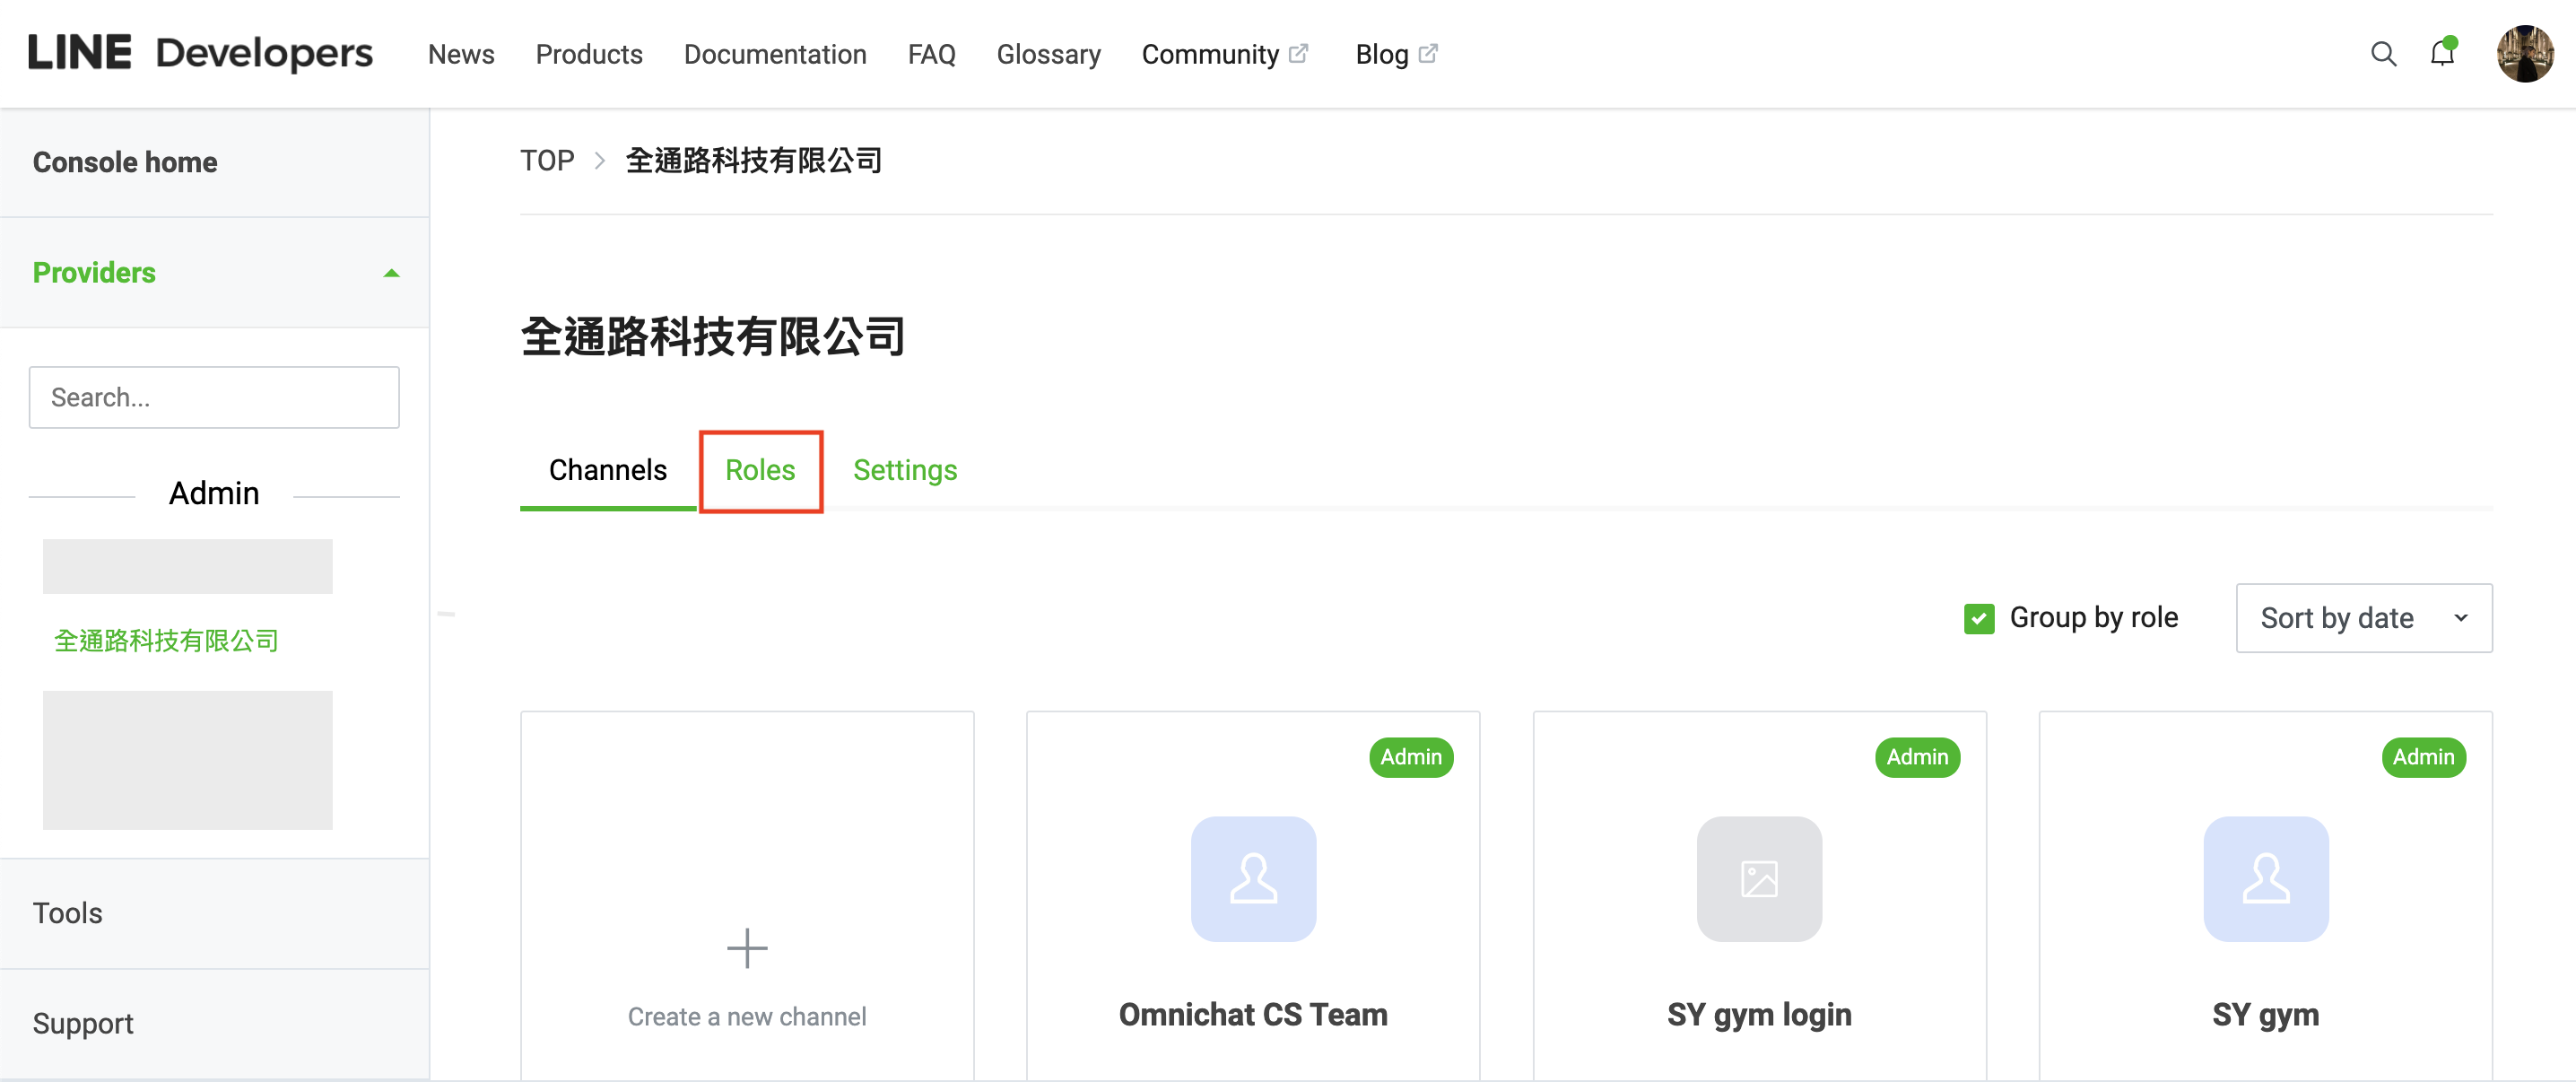 LINE Developers News Products Documentation FAQ Glossary Community Blog
Console home
Providers
Search...
Admin
全通路科技有限公司
Tools
Support
TOP > 全通路科技有限公司
全通路科技有限公司
Channels Roles Settings
Group by role Sort by date
Create a new channel
Admin
Omnichat CS Team
Admin
SY gym login
Admin
SY gym